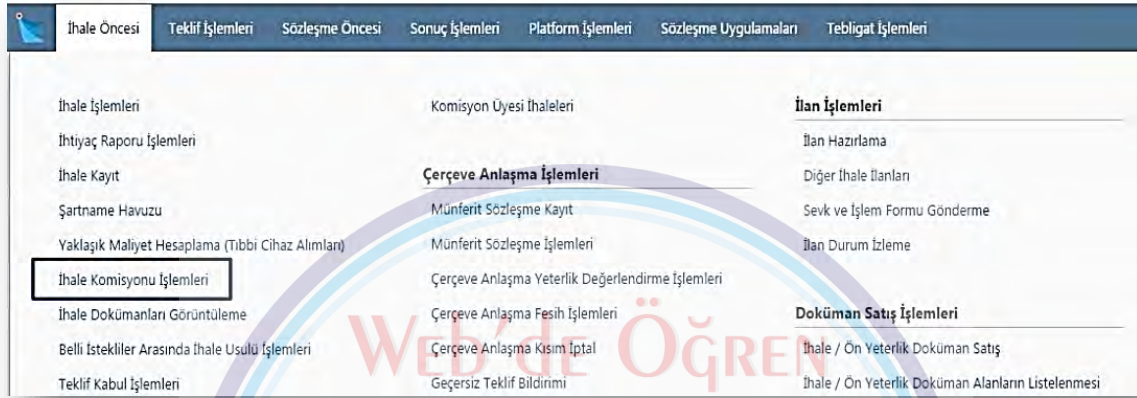 İhale Öncesi Teklif İşlemleri Sözleşme Öncesi Sonuç İşlemleri Platform İşlemleri Sözleşme Uygulamaları Tebligat İşlemleri
İhale İşlemleri
İhtiyaç Raporu İşlemleri
İhale Kayıt
Şartname Havuzu
Yaklaşık Maliyet Hesaplama (Tıbbi Cihaz Alımları)
İhale Komisyonu İşlemleri
İhale Dokümanları Görüntüleme
Belli İstekliler Arasında İhale Usulü İşlemleri
Teklif Kabul İşlemleri
Komisyon Üyesi İhaleleri
Çerçeve Anlaşma İşlemleri
Münferit Sözleşme Kayıt
Münferit Sözleşme İşlemleri
Çerçeve Anlaşma Yeterlik Değerlendirme İşlemleri
Çerçeve Anlaşma Fesih İşlemleri
Çerçeve Anlaşma Kısım İptal
Geçersiz Teklif Bildirimi
İlan İşlemleri
İlan Hazırlama
Diğer İhale İlanları
Sevk ve İşlem Formu Gönderme
İlan Durum İzleme
Doküman Satış İşlemleri
İhale / Ön Yeterlik Doküman Satış
İhale / Ön Yeterlik Doküman Alanların Listelenmesi
Web'de Öğren